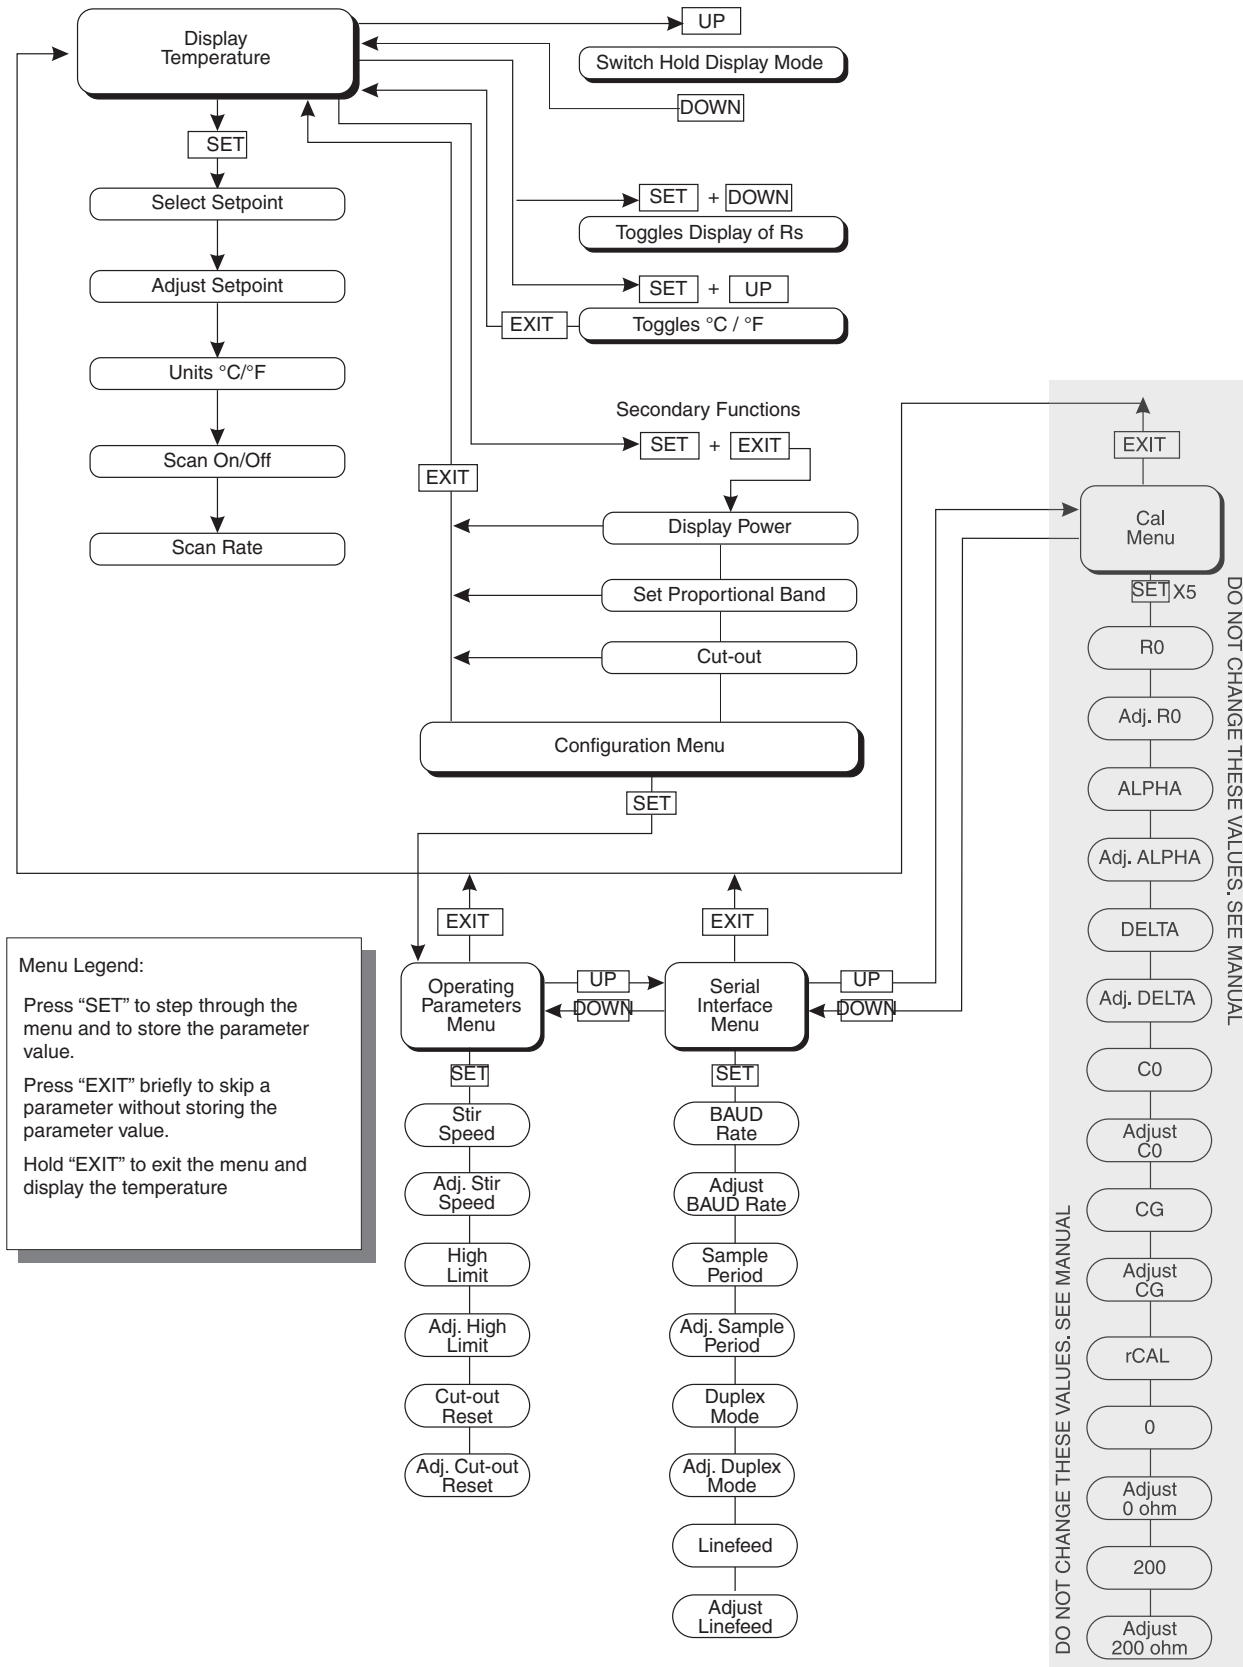 Display
Temperature
UP
Switch Hold Display Mode
DOWN
SET
Select Setpoint
Adjust Setpoint
Units °C/°F
Scan On/Off
Scan Rate
SET + DOWN
Toggles Display of Rs
SET + UP
EXIT
Toggles °C / °F
Secondary Functions
SET + EXIT
EXIT
Display Power
Set Proportional Band
Cut-out
Configuration Menu
SET
EXIT
EXIT
Operating
Parameters
Menu
UP
DOWN
Serial
Interface
Menu
UP
DOWN
SET
Stir
Speed
Adj. Stir
Speed
High
Limit
Adj. High
Limit
Cut-out
Reset
Adj. Cut-out
Reset
SET
BAUD
Rate
Adjust
BAUD Rate
Sample
Period
Adj. Sample
Period
Duplex
Mode
Adj. Duplex
Mode
Linefeed
Adjust
Linefeed
EXIT
Cal
Menu
SET X5
R0
Adj. R0
ALPHA
Adj. ALPHA
DELTA
Adj. DELTA
C0
Adjust
C0
CG
Adjust
CG
rCAL
0
Adjust
0 ohm
200
Adjust
200 ohm
DO NOT CHANGE THESE VALUES. SEE MANUAL
DO NOT CHANGE THESE VALUES. SEE MANUAL
Menu Legend:
Press “SET” to step through the
menu and to store the parameter
value.
Press “EXIT” briefly to skip a
parameter without storing the
parameter value.
Hold “EXIT” to exit the menu and
display the temperature